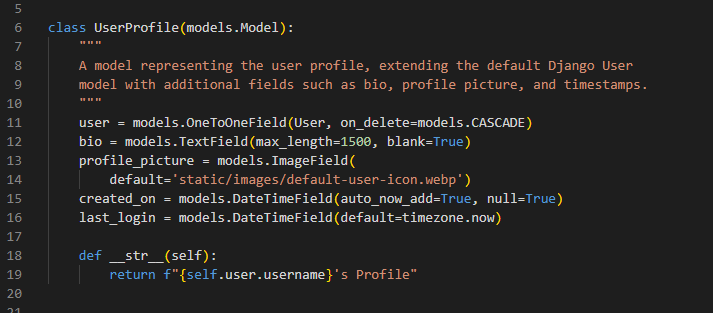 5
6 class UserProfile(models.Model):
7     """
8     A model representing the user profile, extending the default Django User
9     model with additional fields such as bio, profile picture, and timestamps.
10     """
11     user = models.OneToOneField(User, on_delete=models.CASCADE)
12     bio = models.TextField(max_length=1500, blank=True)
13     profile_picture = models.ImageField(
14         default='static/images/default-user-icon.webp')
15     created_on = models.DateTimeField(auto_now_add=True, null=True)
16     last_login = models.DateTimeField(default=timezone.now)
17
18     def __str__(self):
19         return f"{self.user.username}'s Profile"
20
21